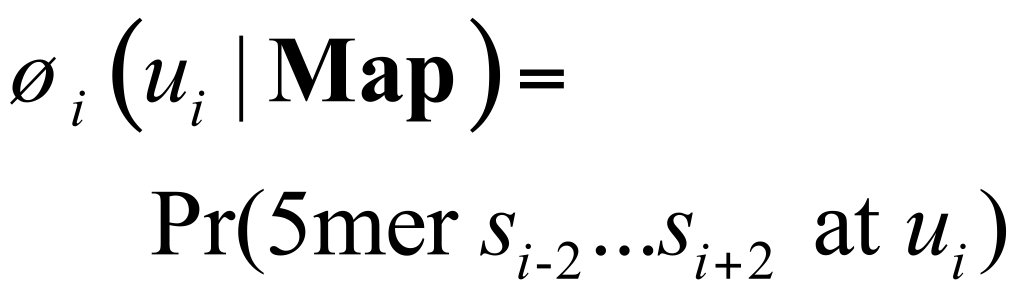 ø_i (u_i | Map) =
Pr(5mer s_{i-2}...s_{i+2} at u_i)